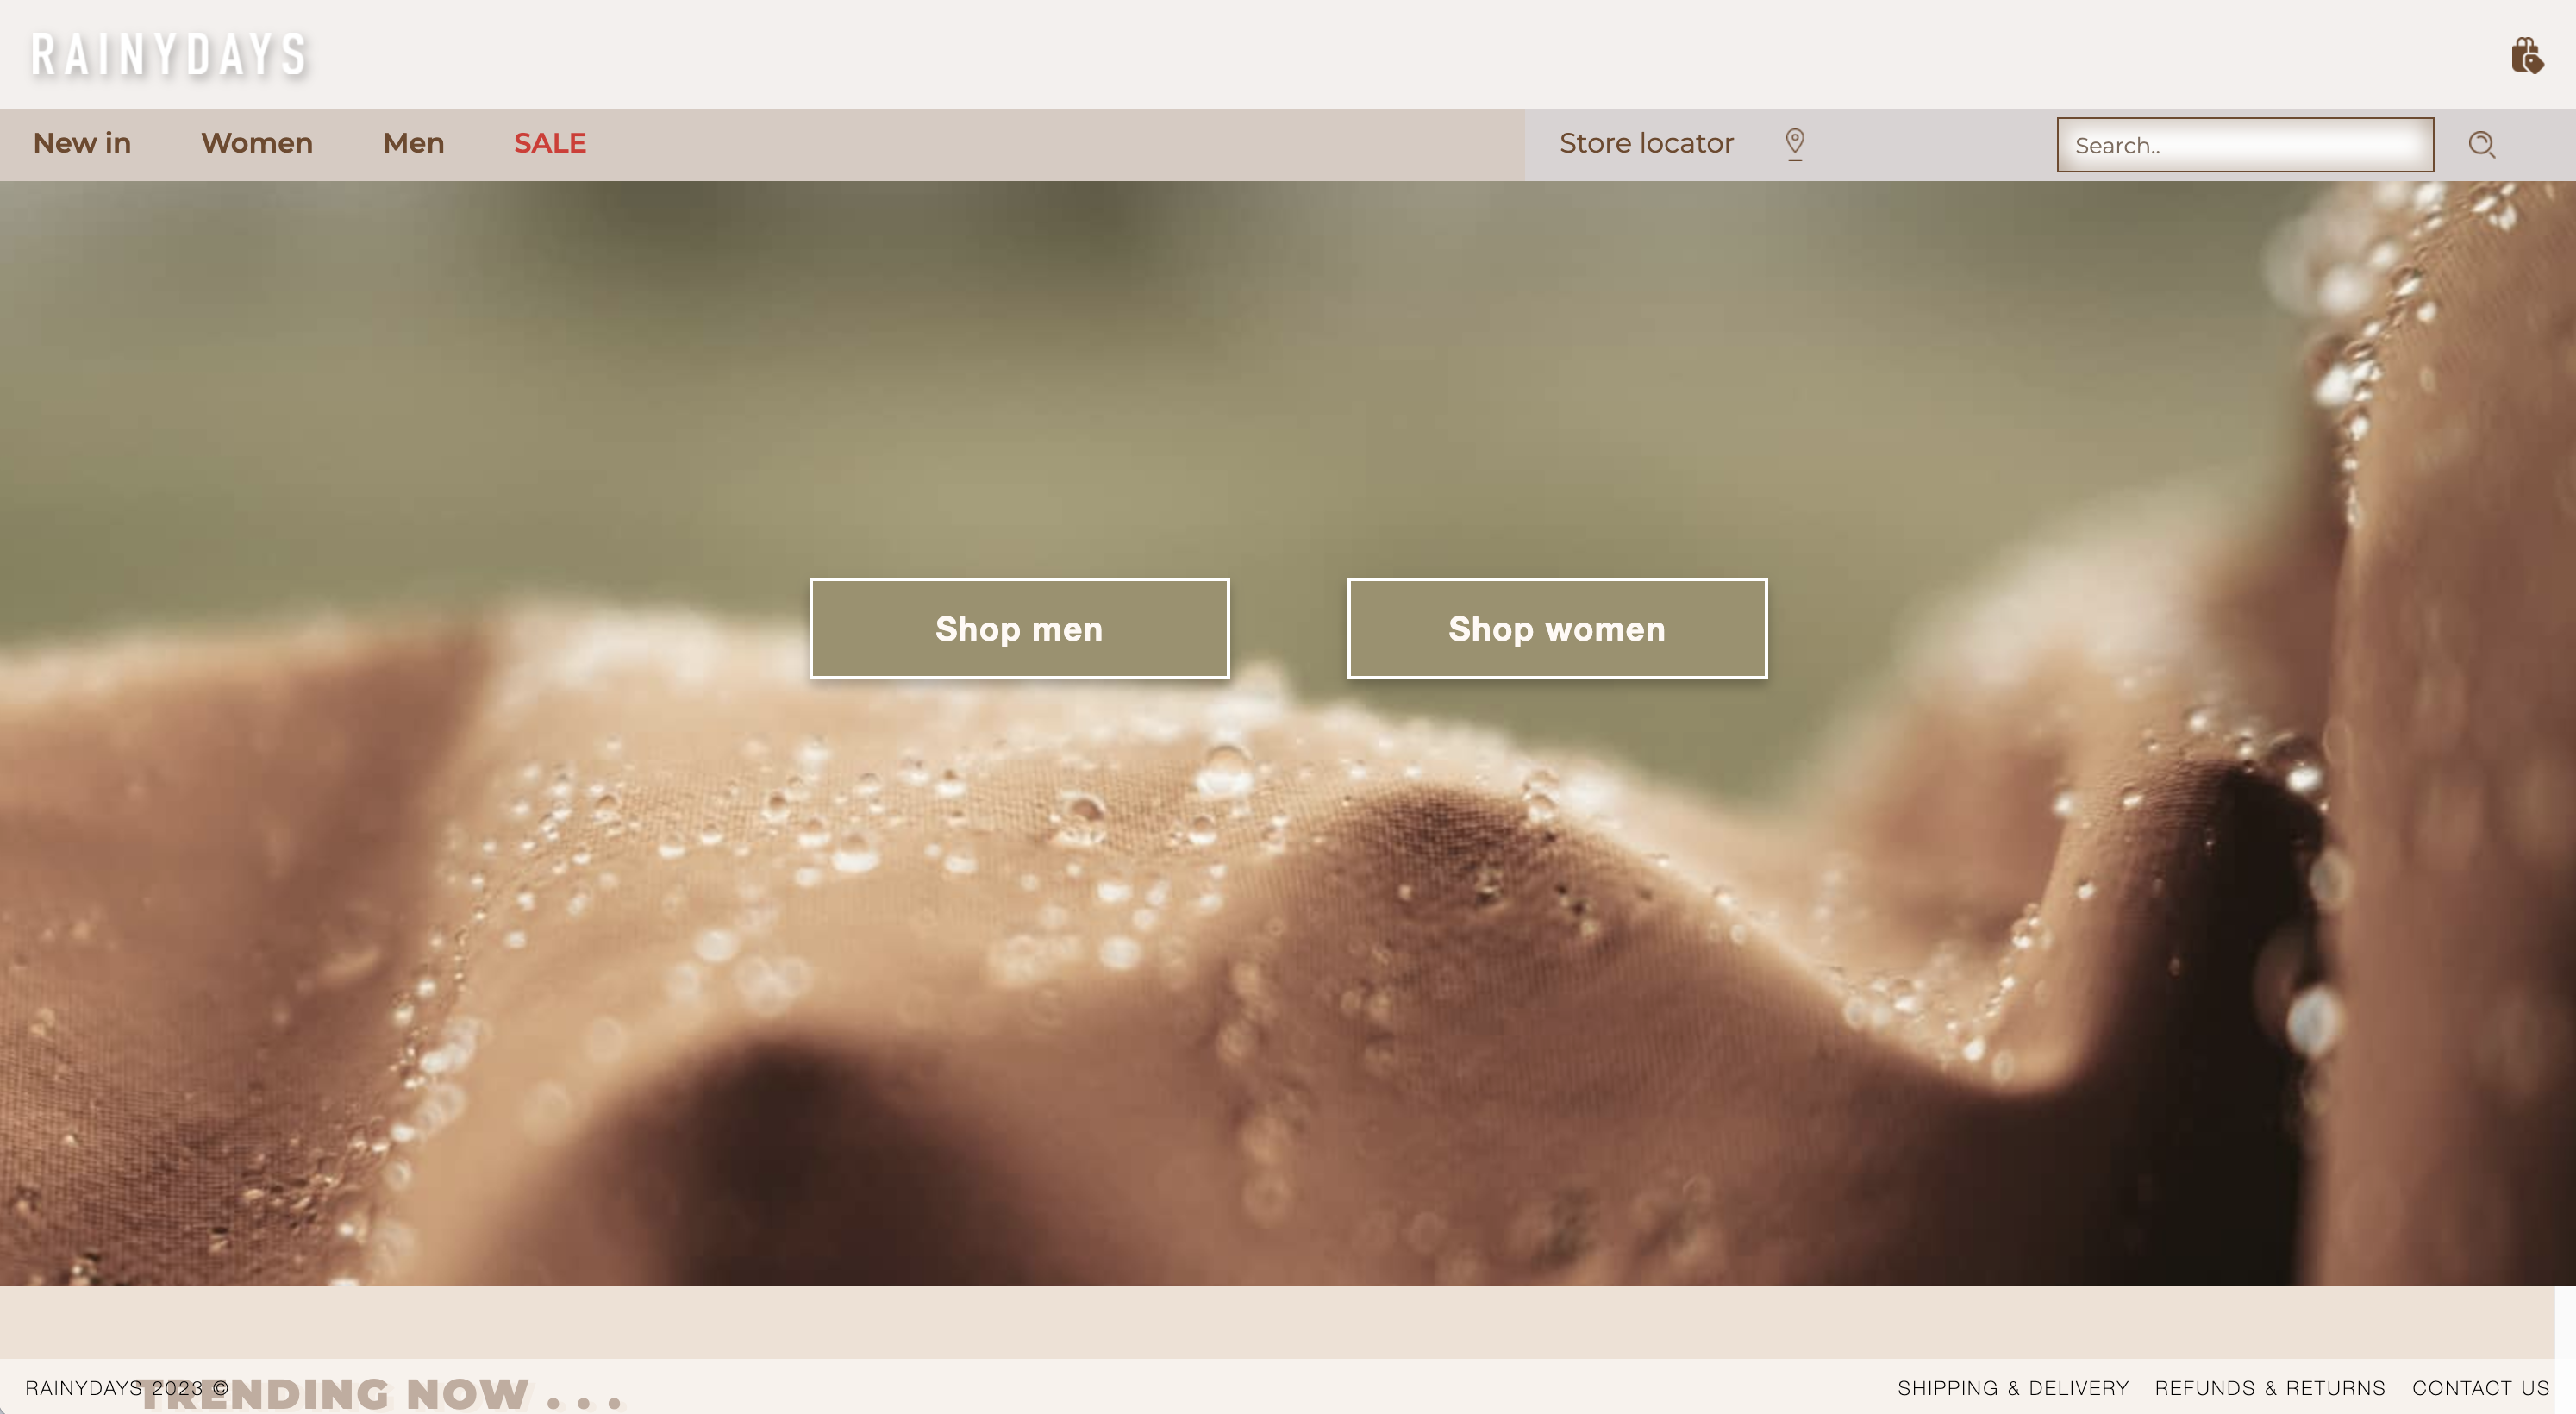 RAINYDAYS
New in Women Men SALE Store locator Search..
Shop men Shop women
TRENDING NOW . . .
RAINYDAYS 2023 © SHIPPING & DELIVERY REFUNDS & RETURNS CONTACT US